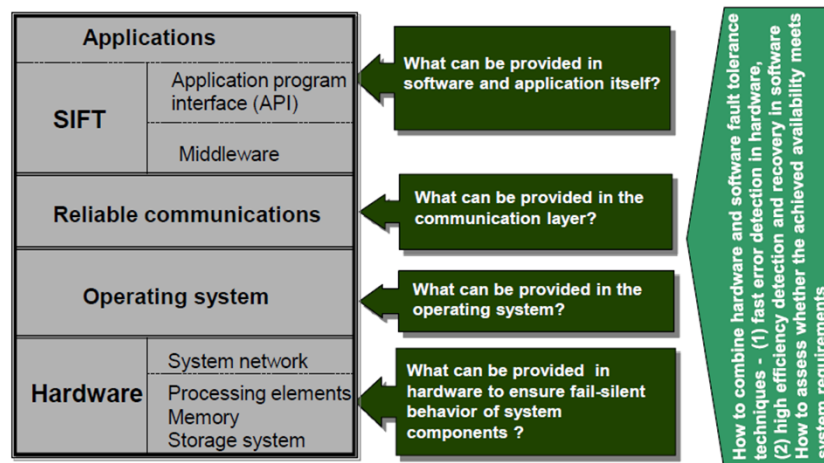 Applications
SIFT
Application program
interface (API)
Middleware
Reliable communications
Operating system
Hardware
System network
Processing elements
Memory
Storage system
What can be provided in
software and application itself?
What can be provided in the
communication layer?
What can be provided in the
operating system?
What can be provided  in
hardware to ensure fail-silent
behavior of system
components ?
How to combine hardware and software fault tolerance
techniques -  (1) fast error detection in hardware,
(2) high efficiency detection and recovery in software
How to assess whether the achieved availability meets
system requirements